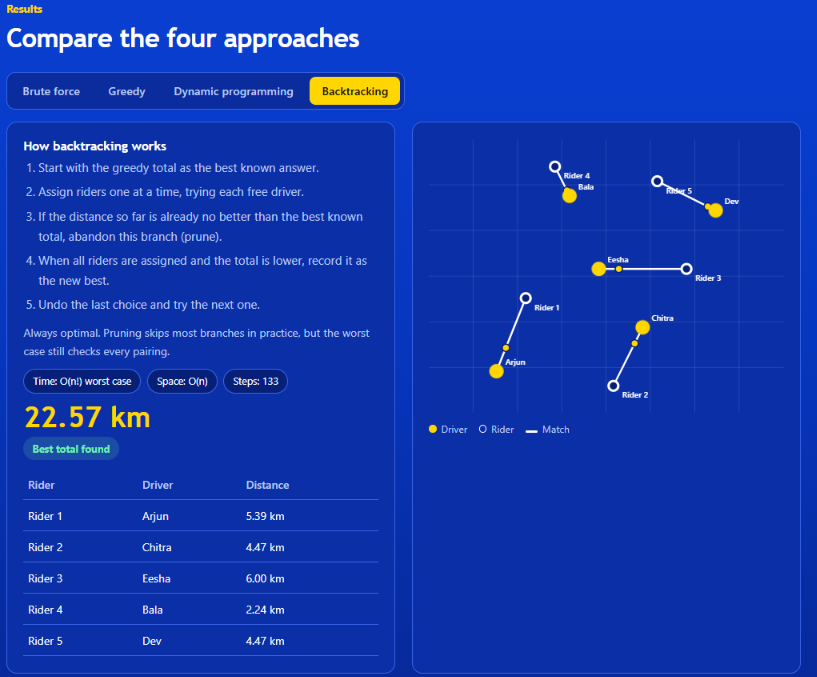 Results
Compare the four approaches
Brute force Greedy Dynamic programming Backtracking
How backtracking works
1. Start with the greedy total as the best known answer.
2. Assign riders one at a time, trying each free driver.
3. If the distance so far is already no better than the best known
total, abandon this branch (prune).
4. When all riders are assigned and the total is lower, record it as
the new best.
5. Undo the last choice and try the next one.
Always optimal. Pruning skips most branches in practice, but the worst
case still checks every pairing.
Time: O(n!) worst case Space: O(n) Steps: 133
22.57 km
Best total found
Rider Driver Distance
Rider 1 Arjun 5.39 km
Rider 2 Chitra 4.47 km
Rider 3 Eesha 6.00 km
Rider 4 Bala 2.24 km
Rider 5 Dev 4.47 km
Rider 4
Bala
Rider 5
Dev
Eesha
Rider 3
Rider 1
Chitra
Arjun
Rider 2
Driver Rider Match